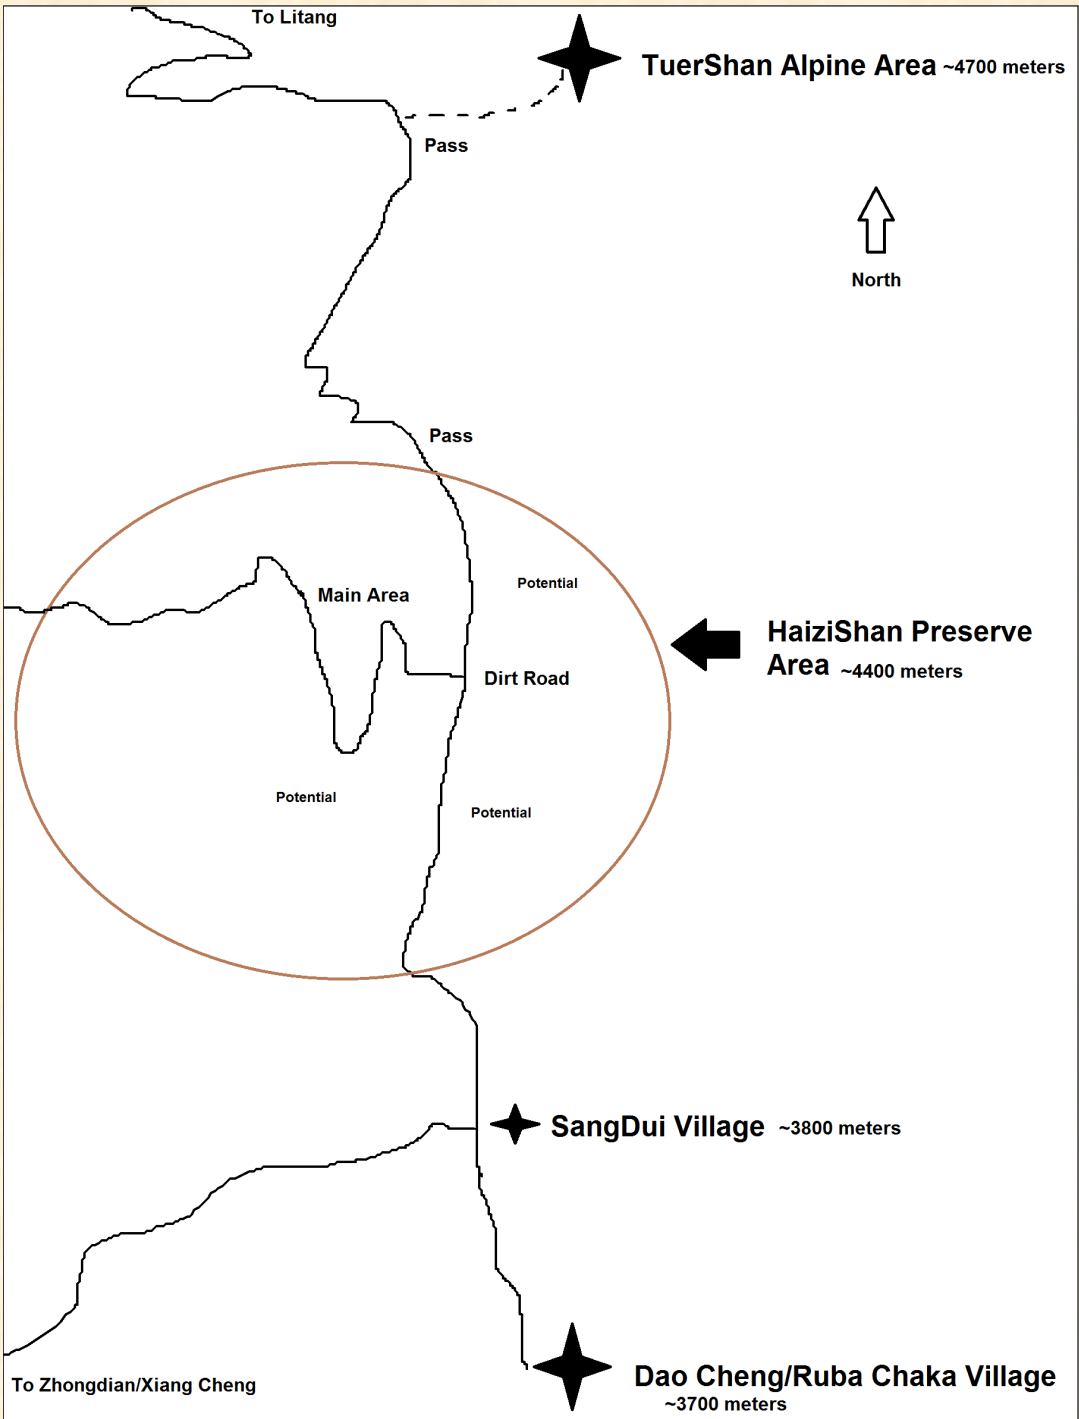 To Litang
TuerShan Alpine Area ~4700 meters
Pass
North
Pass
Potential
Main Area
HaiziShan Preserve
Area ~4400 meters
Dirt Road
Potential
Potential
SangDui Village ~3800 meters
To Zhongdian/Xiang Cheng
Dao Cheng/Ruba Chaka Village
~3700 meters